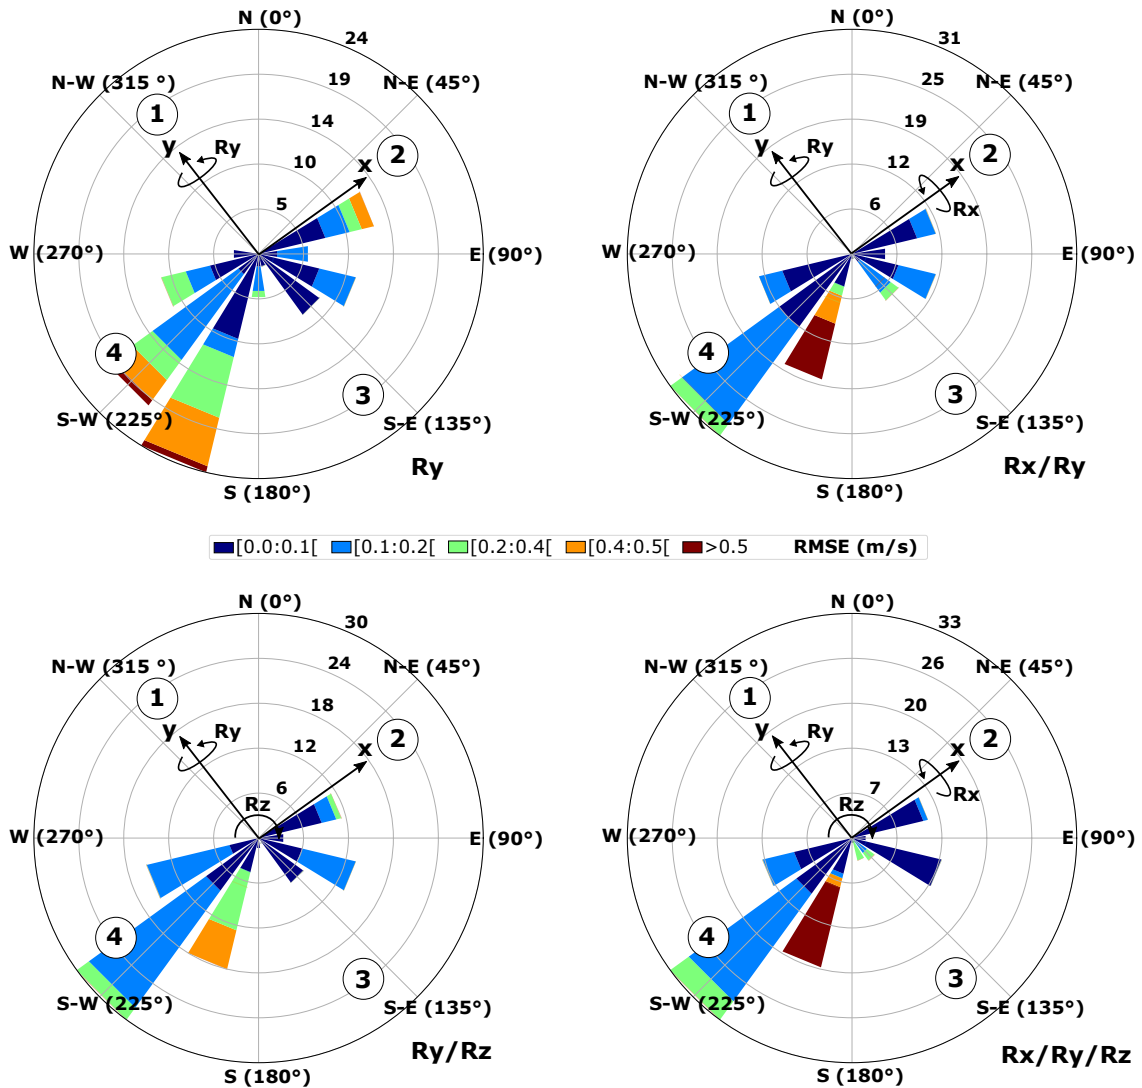 N (0°)
24
N-W (315 °)
19
N-E (45°)
1
14
2
y
Ry
x
10
5
W (270°)
E (90°)
4
3
S-W (225°)
S-E (135°)
Ry
S (180°)
N (0°)
31
N-W (315 °)
25
N-E (45°)
1
19
2
y
Ry
x
12
Rx
6
W (270°)
E (90°)
4
3
S-W (225°)
S-E (135°)
Rx/Ry
S (180°)
[0.0:0.1[ [0.1:0.2[ [0.2:0.4[ [0.4:0.5[ >0.5 RMSE (m/s)
N (0°)
30
N-W (315 °)
24
N-E (45°)
1
18
2
y
Ry
x
12
6
Rz
W (270°)
E (90°)
4
3
S-W (225°)
S-E (135°)
Ry/Rz
S (180°)
N (0°)
33
N-W (315 °)
26
N-E (45°)
1
20
2
y
Ry
x
13
Rx
7
Rz
W (270°)
E (90°)
4
3
S-W (225°)
S-E (135°)
Rx/Ry/Rz
S (180°)